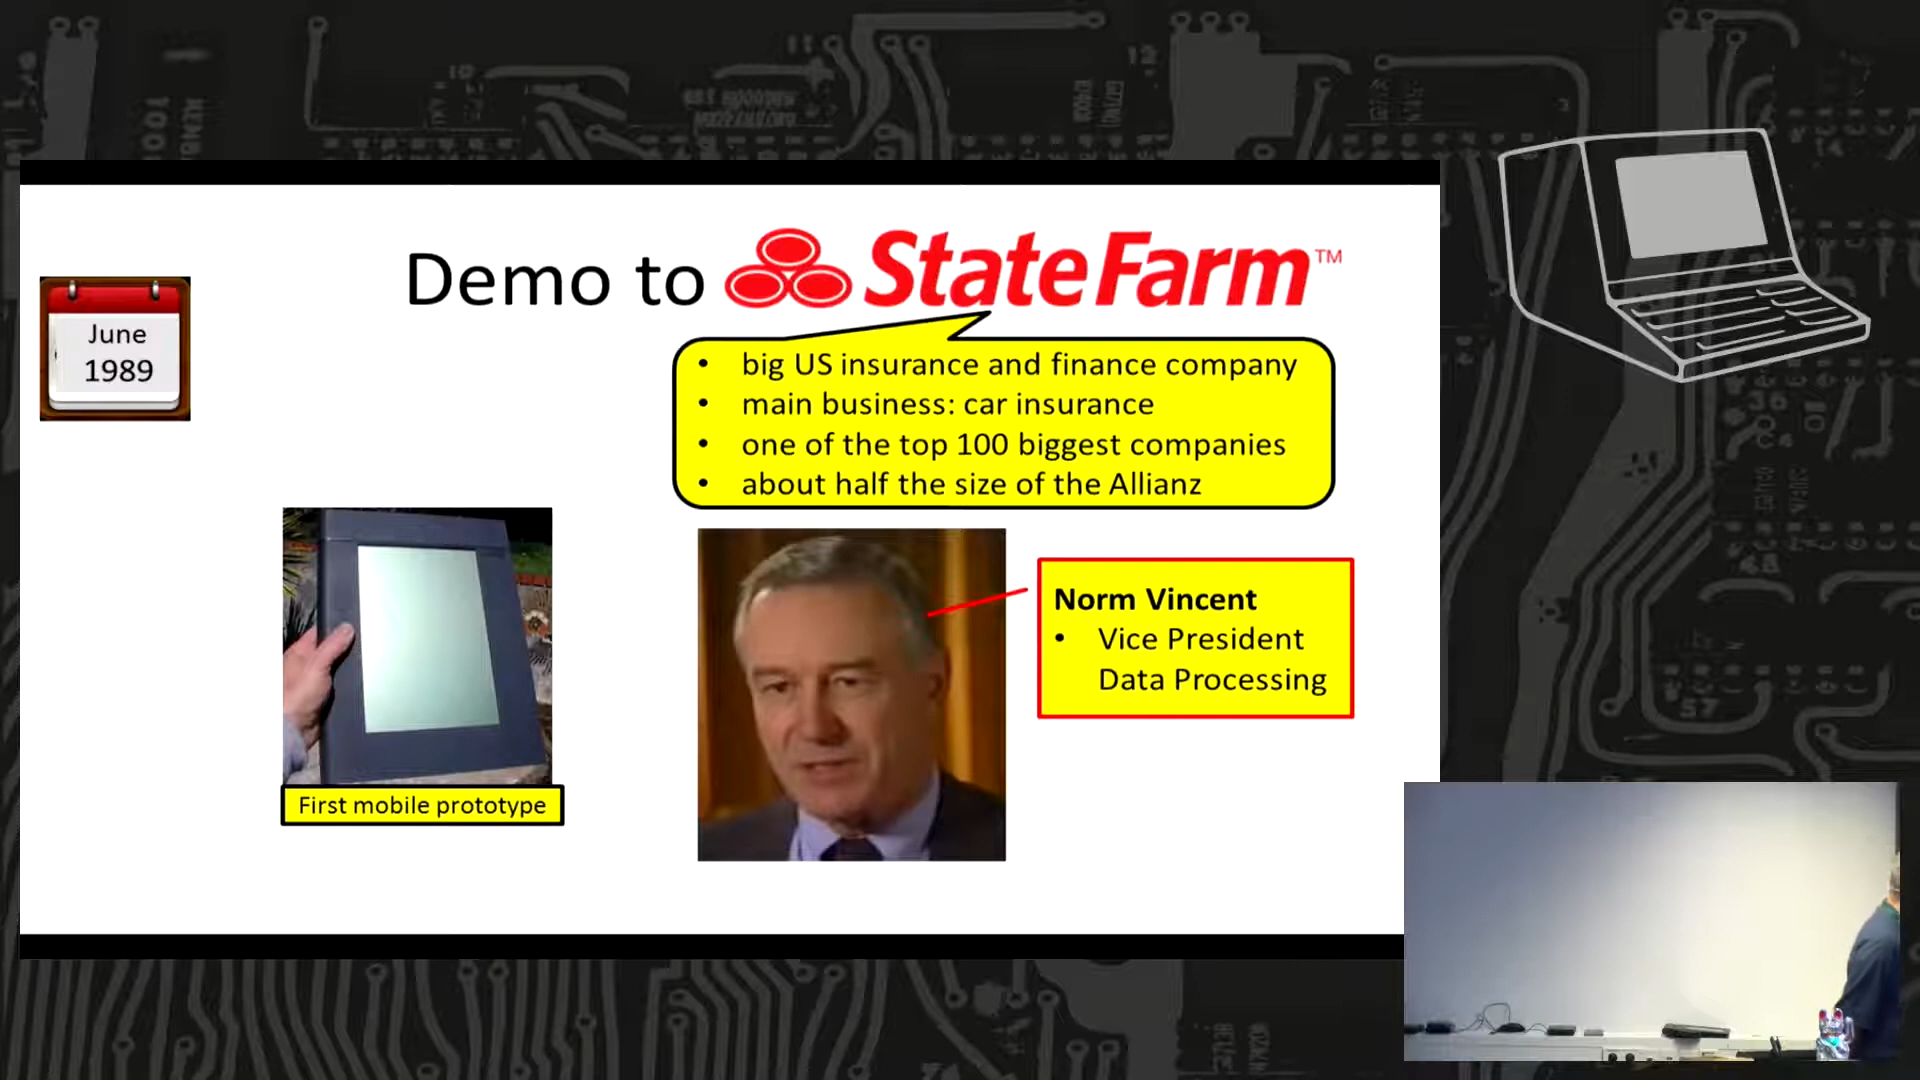 Demo to StateFarm™
June
1989
• big US insurance and finance company
• main business: car insurance
• one of the top 100 biggest companies
• about half the size of the Allianz
Norm Vincent
• Vice President
Data Processing
First mobile prototype